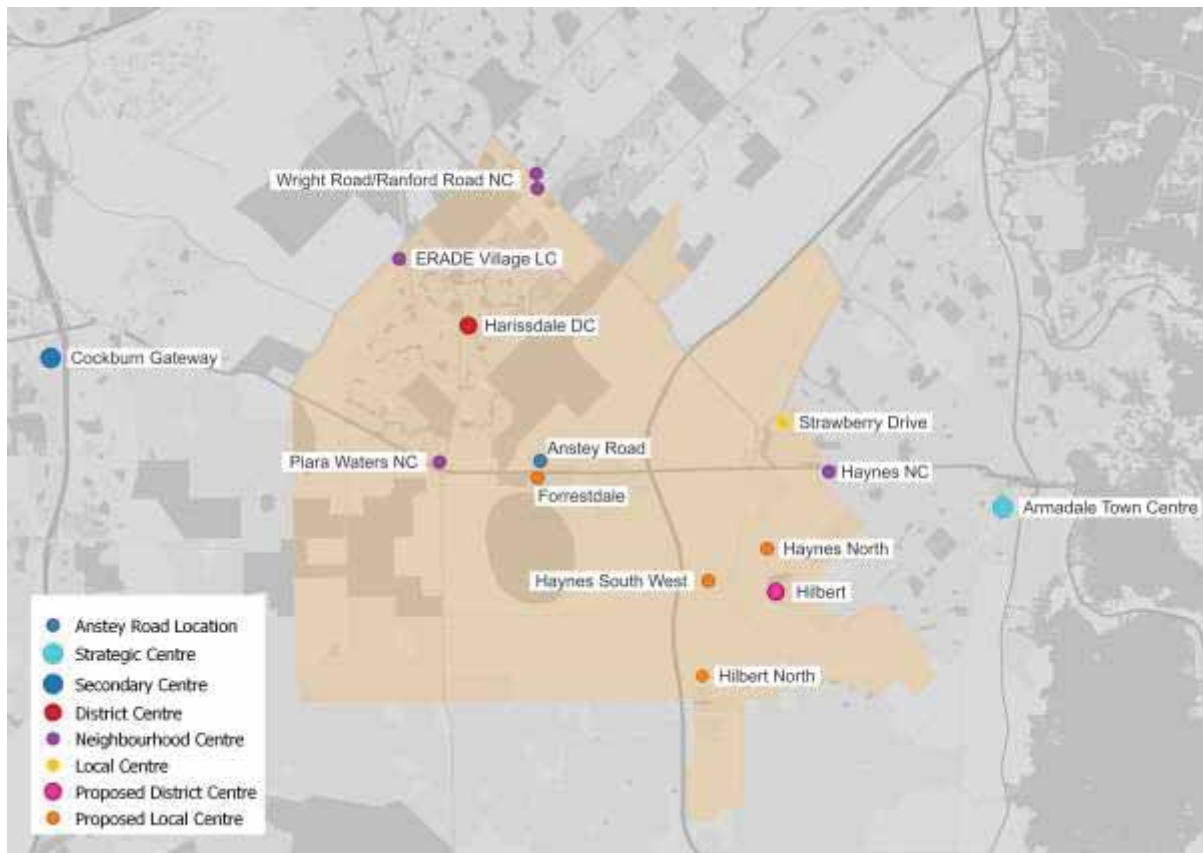 Wright Road/Ranford Road NC
ERADE Village LC
Harissdale DC
Cockburn Gateway
Strawberry Drive
Anstey Road
Piara Waters NC
Haynes NC
Forrestdale
Armadale Town Centre
Haynes North
Haynes South West
Hilbert
Hilbert North
Anstey Road Location
Strategic Centre
Secondary Centre
District Centre
Neighbourhood Centre
Local Centre
Proposed District Centre
Proposed Local Centre